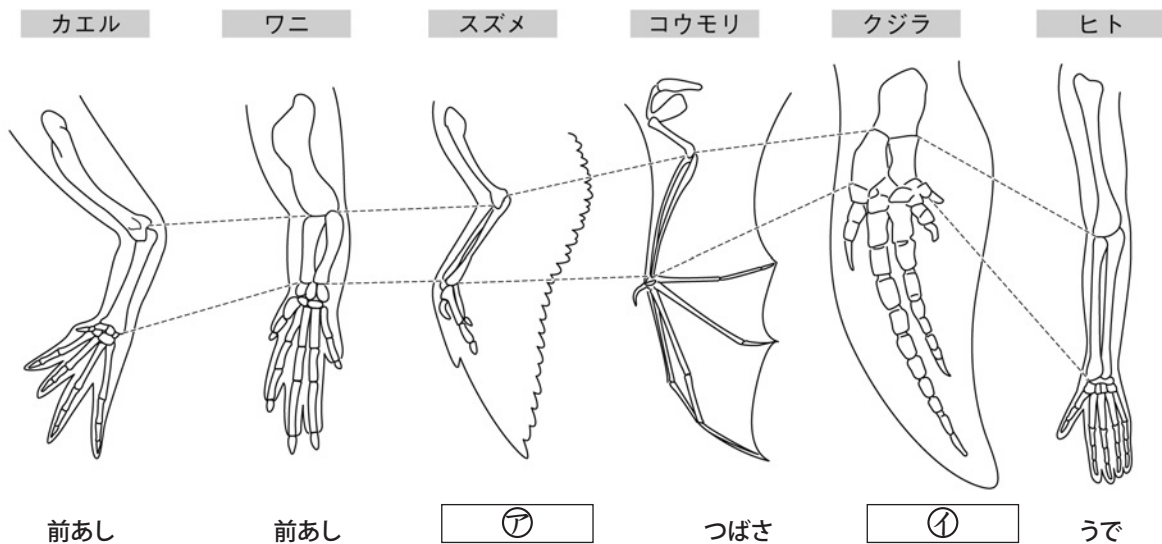 カエル ワニ スズメ コウモリ クジラ ヒト
前あし 前あし ㋐ つばさ ㋑ うで